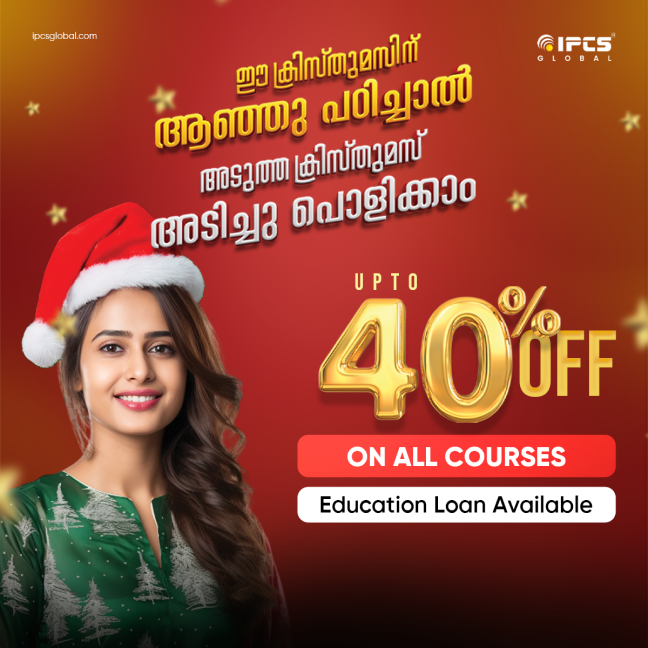 ipcsglobal.com
IPCS
GLOBAL
ഈ ക്രിസ്തുമസിന്
ആഞ്ഞു പഠിച്ചാൽ
അടുത്ത ക്രിസ്തുമസ്
അടിച്ചു പൊളിക്കാം
UPTO
40% OFF
ON ALL COURSES
Education Loan Available